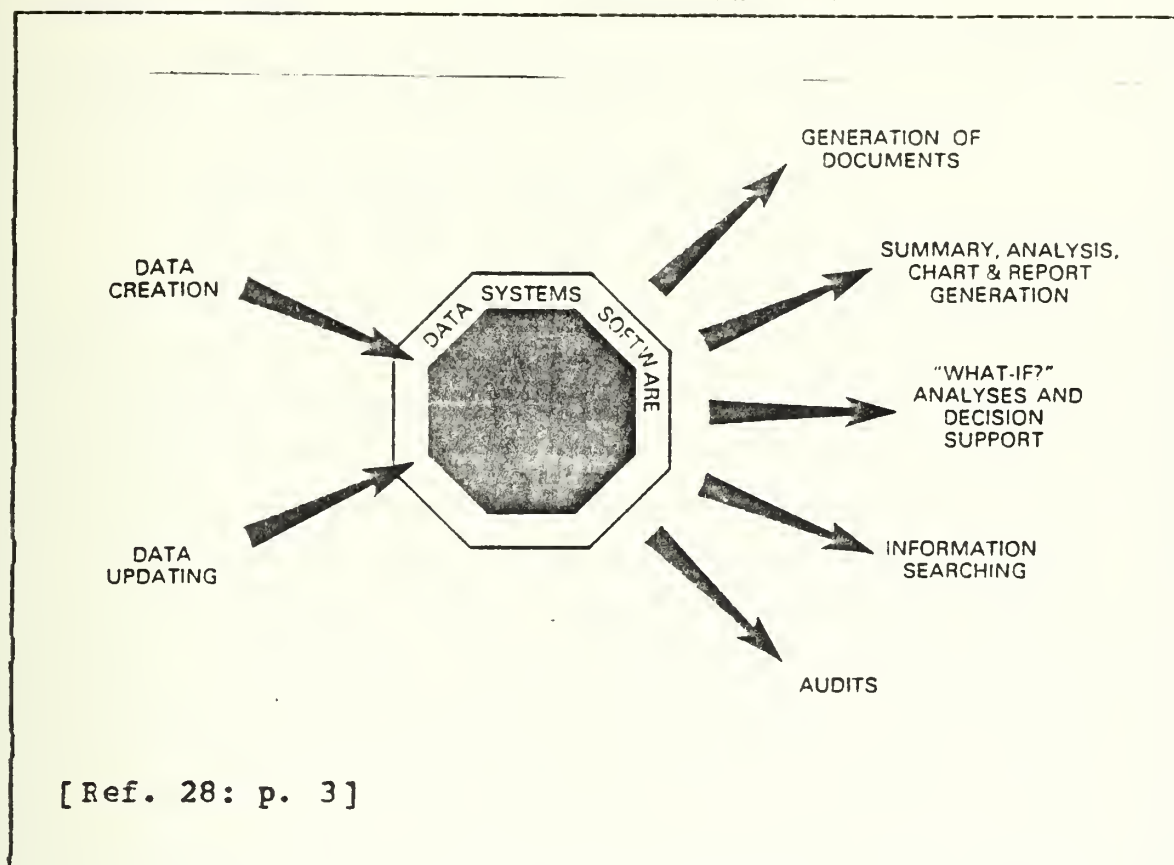 GENERATION OF
DOCUMENTS
SUMMARY, ANALYSIS,
CHART & REPORT
GENERATION
DATA
CREATION
DATA SYSTEMS SOFTWARE
"WHAT-IF?"
ANALYSES AND
DECISION
SUPPORT
DATA
UPDATING
INFORMATION
SEARCHING
AUDITS
[Ref. 28: p. 3]